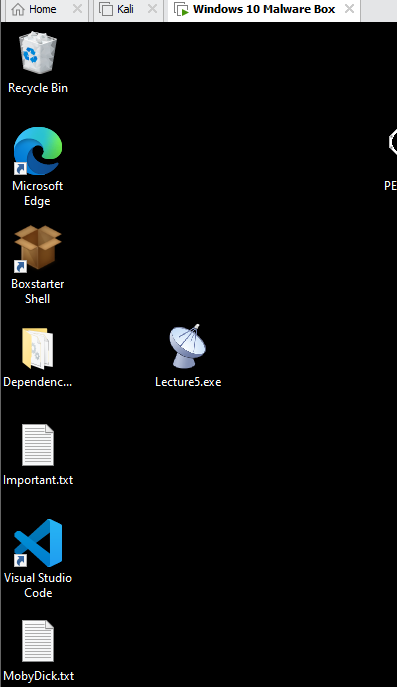 Home
Kali
Windows 10 Malware Box
Recycle Bin
Microsoft
Edge
PE
Boxstarter
Shell
Dependenc...
Lecture5.exe
Important.txt
Visual Studio
Code
MobyDick.txt